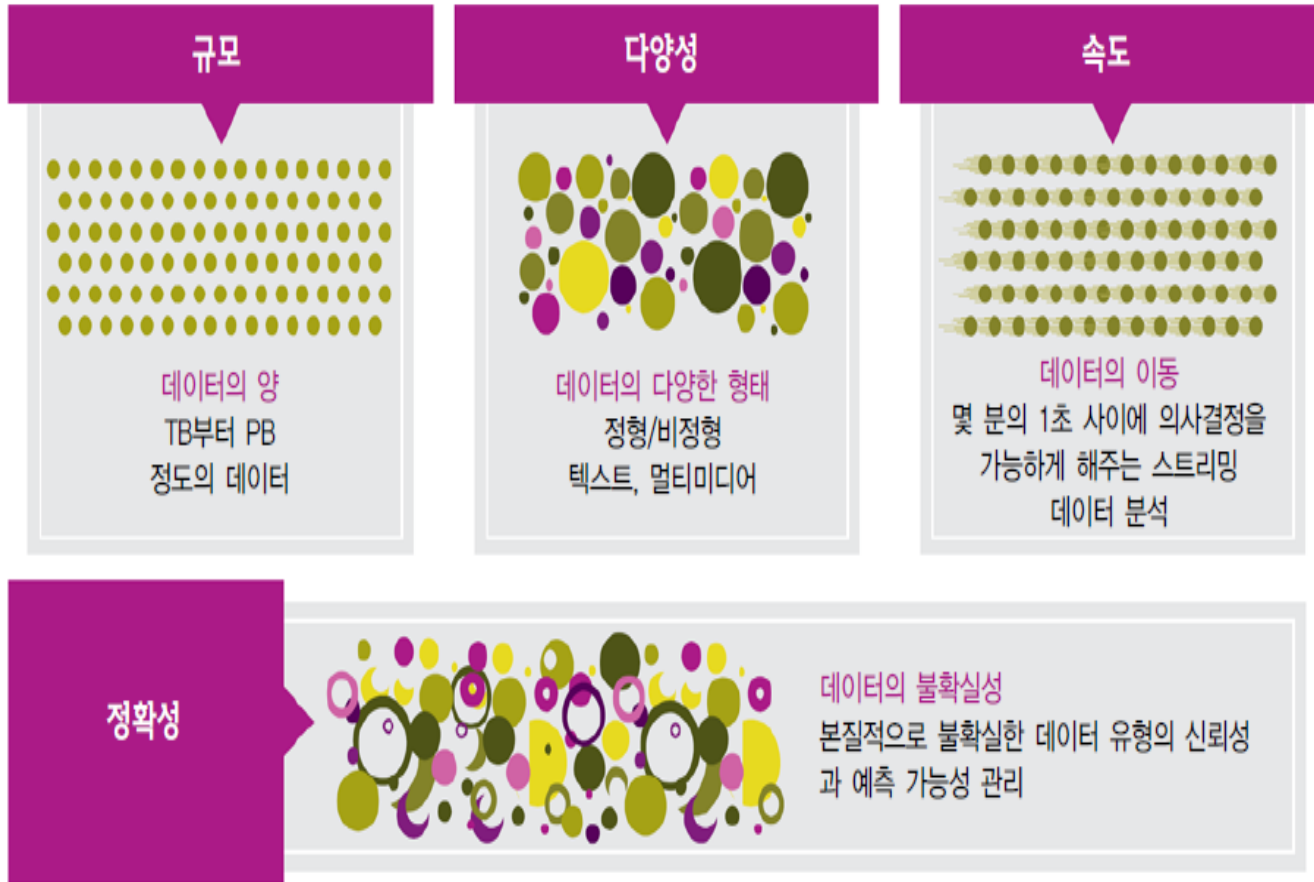 규모
데이터의 양
TB부터 PB
정도의 데이터
다양성
데이터의 다양한 형태
정형/비정형
텍스트, 멀티미디어
속도
데이터의 이동
몇 분의 1초 사이에 의사결정을
가능하게 해주는 스트리밍
데이터 분석
정확성
데이터의 불확실성
본질적으로 불확실한 데이터 유형의 신뢰성
과 예측 가능성 관리